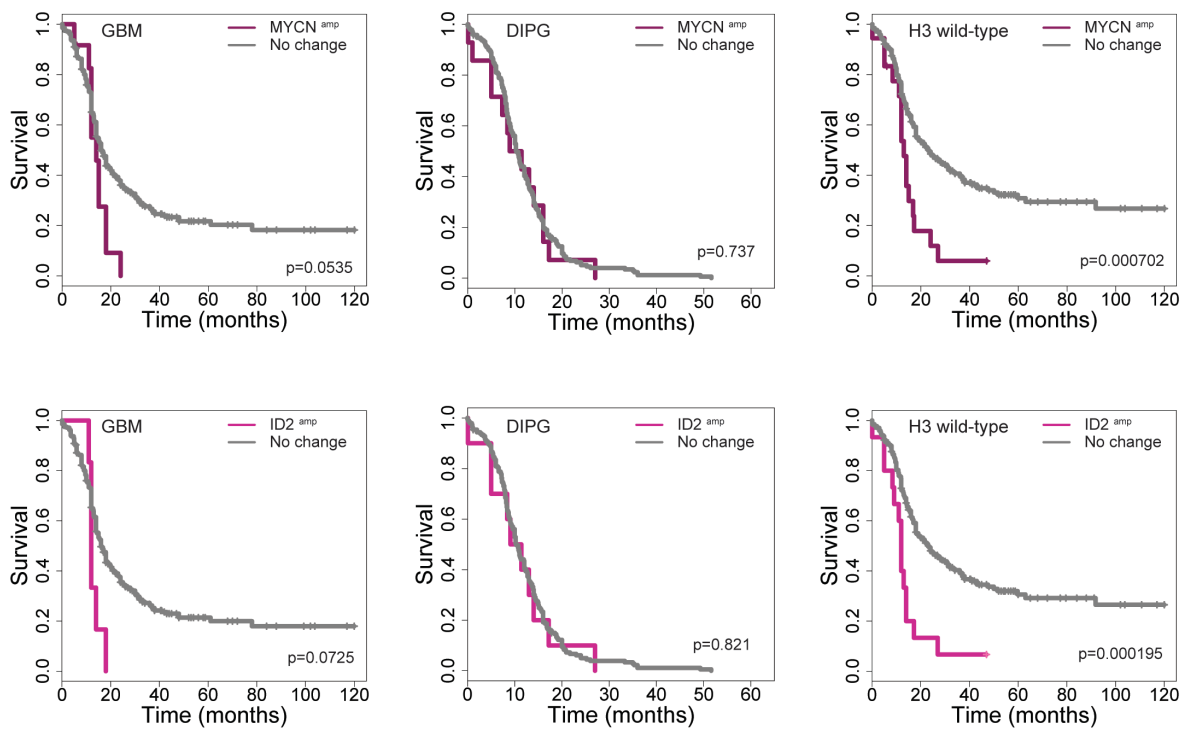 GBM
MYCN amp
No change
Survival
0.0 0.2 0.4 0.6 0.8 1.0
p=0.0535
0 20 40 60 80 100 120
Time (months)
DIPG
MYCN amp
No change
Survival
0.0 0.2 0.4 0.6 0.8 1.0
p=0.737
0 10 20 30 40 50 60
Time (months)
H3 wild-type
MYCN amp
No change
Survival
0.0 0.2 0.4 0.6 0.8 1.0
p=0.000702
0 20 40 60 80 100 120
Time (months)
GBM
ID2 amp
No change
Survival
0.0 0.2 0.4 0.6 0.8 1.0
p=0.0725
0 20 40 60 80 100 120
Time (months)
DIPG
ID2 amp
No change
Survival
0.0 0.2 0.4 0.6 0.8 1.0
p=0.821
0 10 20 30 40 50 60
Time (months)
H3 wild-type
ID2 amp
No change
Survival
0.0 0.2 0.4 0.6 0.8 1.0
p=0.000195
0 20 40 60 80 100 120
Time (months)